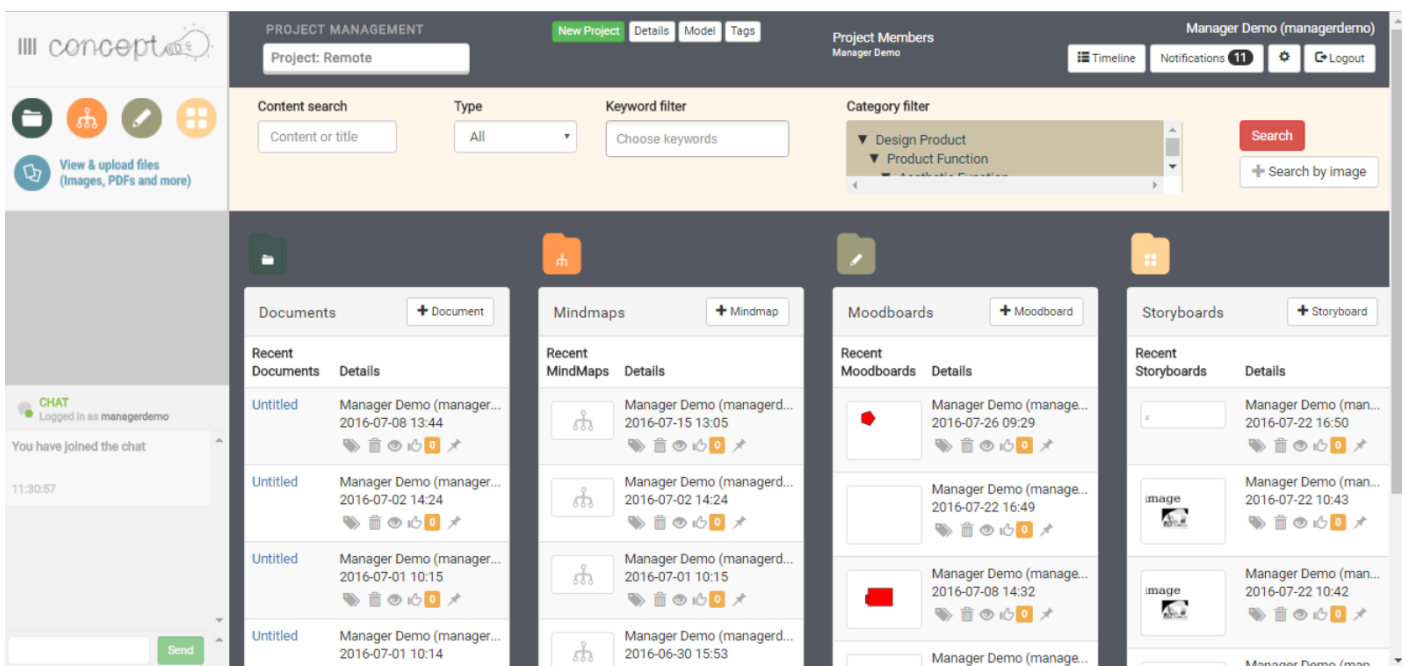 concept
PROJECT MANAGEMENT
Project: Remote
New Project Details Model Tags
Project Members
Manager Demo
Manager Demo (managerdemo)
Timeline Notifications 11 Logout
View & upload files
(Images, PDFs and more)
Content search
Content or title
Type
All
Keyword filter
Choose keywords
Category filter
Design Product
Product Function
Aesthetic Function
Search
Search by image
Documents
+ Document
Recent
Documents Details
Untitled Manager Demo (manager...
2016-07-08 13:44
0
Untitled Manager Demo (manager...
2016-07-02 14:24
0
Untitled Manager Demo (manager...
2016-07-01 10:15
0
Untitled Manager Demo (manager...
2016-07-01 10:14
Mindmaps
+ Mindmap
Recent
MindMaps Details
Manager Demo (managerd...
2016-07-15 13:05
0
Manager Demo (managerd...
2016-07-02 14:24
0
Manager Demo (managerd...
2016-07-01 10:15
0
Manager Demo (managerd...
2016-06-30 15:53
Moodboards
+ Moodboard
Recent
Moodboards Details
Manager Demo (manage...
2016-07-26 09:29
0
Manager Demo (manage...
2016-07-22 16:49
0
Manager Demo (manage...
2016-07-08 14:32
0
Manager Demo (manage...
Storyboards
+ Storyboard
Recent
Storyboards Details
Manager Demo (man...
2016-07-22 16:50
0
image
Manager Demo (man...
2016-07-22 10:43
0
image
Manager Demo (man...
2016-07-22 10:42
0
Manager Demo (man...
CHAT
Logged in as managerdemo
You have joined the chat
11:30:57
Send